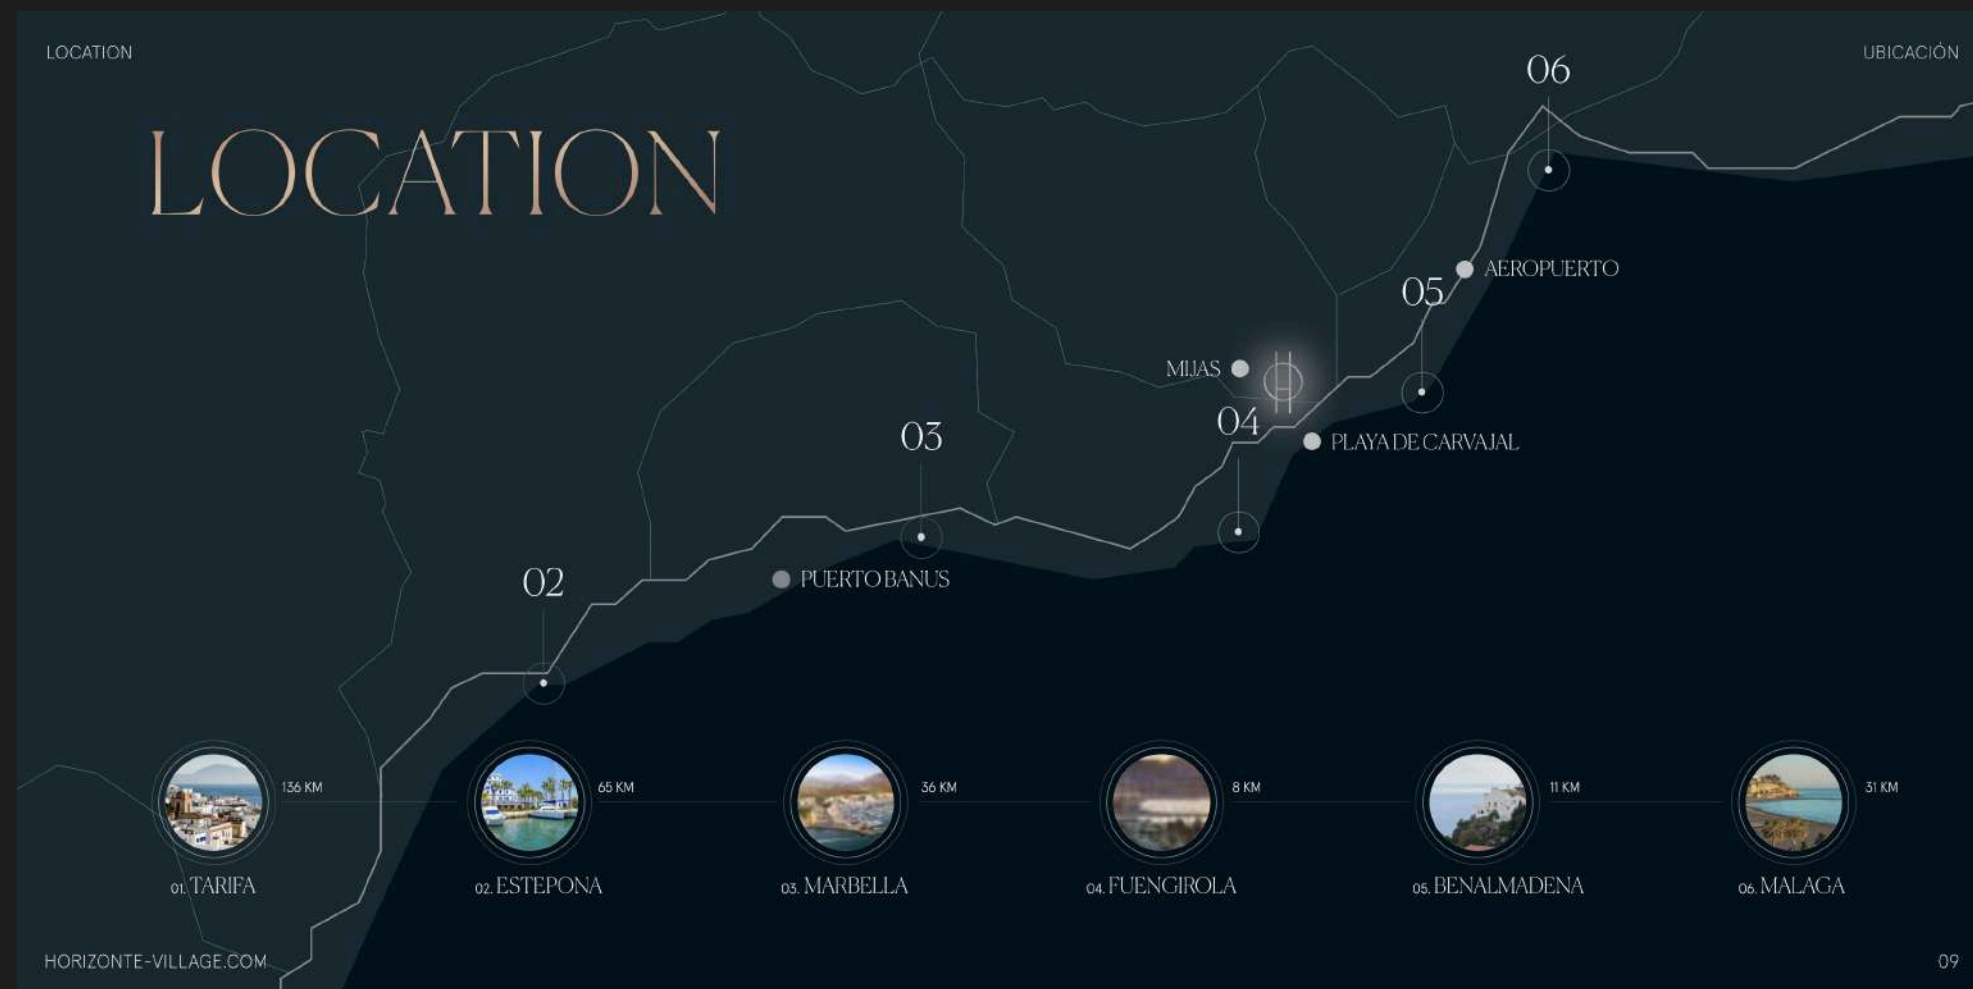 LOCATION
UBICACIÓN
LOCATION
06
AEROPUERTO
05
MIJAS
04
PLAYA DE CARVAJAL
03
PUERTO BANUS
02
136 KM
65 KM
36 KM
8 KM
11 KM
31 KM
01. TARIFA
02. ESTEPONA
03. MARBELLA
04. FUENGIROLA
05. BENALMADENA
06. MALAGA
HORIZONTE-VILLAGE.COM
09